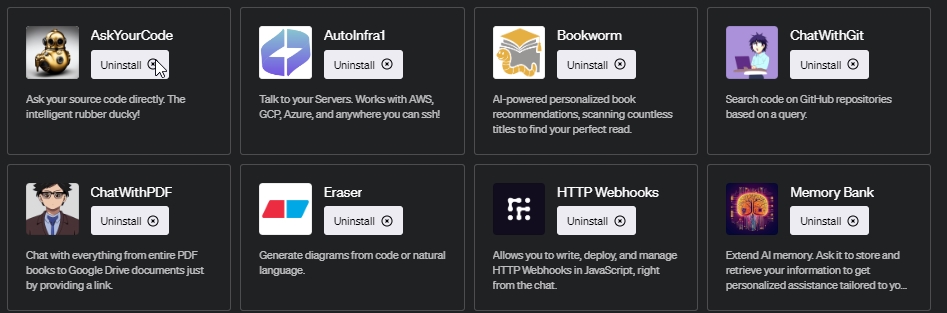 AskYourCode
Uninstall
Ask your source code directly. The
intelligent rubber ducky!
AutoInfra1
Uninstall
Talk to your Servers. Works with AWS,
GCP, Azure, and anywhere you can ssh!
Bookworm
Uninstall
AI-powered personalized book
recommendations, scanning countless
titles to find your perfect read.
ChatWithGit
Uninstall
Search code on GitHub repositories
based on a query.
ChatWithPDF
Uninstall
Chat with everything from entire PDF
books to Google Drive documents just
by providing a link.
Eraser
Uninstall
Generate diagrams from code or natural
language.
HTTP Webhooks
Uninstall
Allows you to write, deploy, and manage
HTTP Webhooks in JavaScript, right
from the chat.
Memory Bank
Uninstall
Extend AI memory. Ask it to store and
retrieve your information to get
personalized assistance tailored to yo...